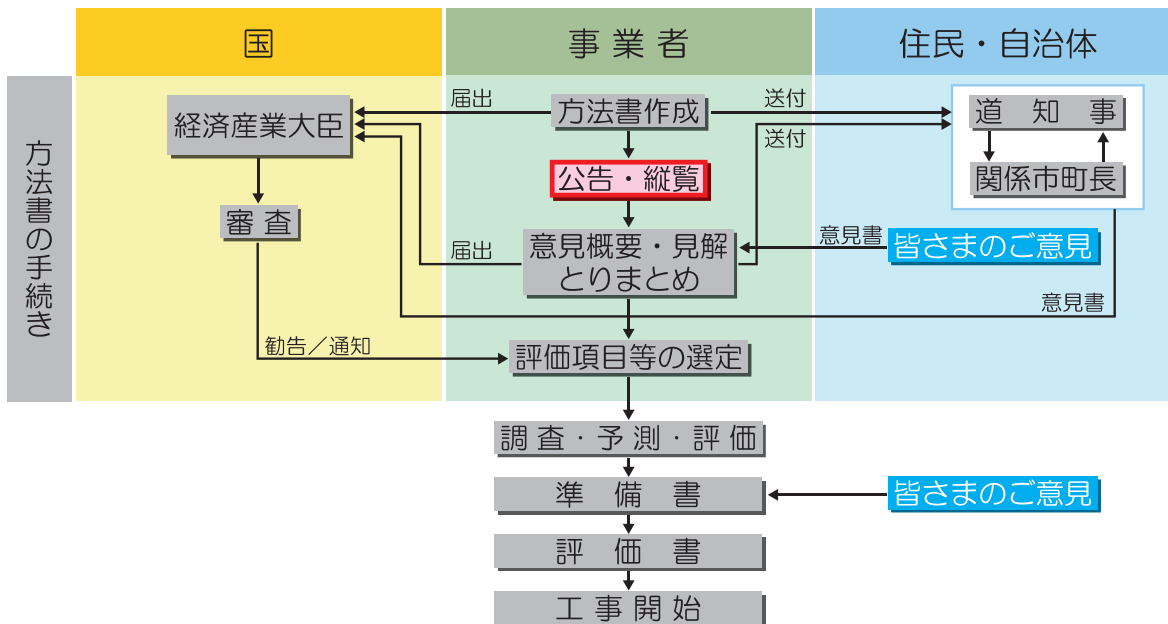 国
事業者
住民・自治体
方法書の手続き
届出
方法書作成
送付
道知事
経済産業大臣
送付
公告・縦覧
関係市町長
審査
届出
意見概要・見解
とりまとめ
意見書
皆さまのご意見
意見書
勧告／通知
評価項目等の選定
調査・予測・評価
準備書
皆さまのご意見
評価書
工事開始